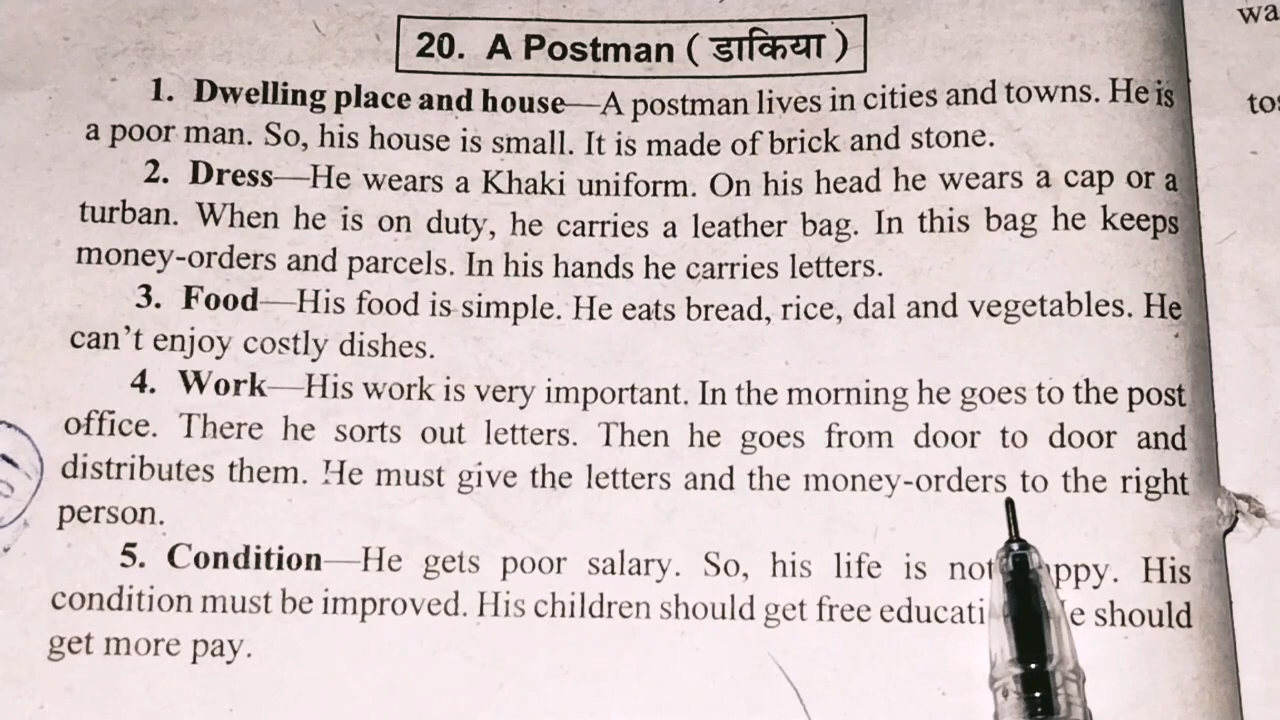 20. A Postman ( डाकिया )
1. Dwelling place and house—A postman lives in cities and towns. He is
a poor man. So, his house is small. It is made of brick and stone.
2. Dress—He wears a Khaki uniform. On his head he wears a cap or a
turban. When he is on duty, he carries a leather bag. In this bag he keeps
money-orders and parcels. In his hands he carries letters.
3. Food—His food is simple. He eats bread, rice, dal and vegetables. He
can't enjoy costly dishes.
4. Work—His work is very important. In the morning he goes to the post
office. There he sorts out letters. Then he goes from door to door and
distributes them. He must give the letters and the money-orders to the right
person.
5. Condition—He gets poor salary. So, his life is not His
condition must be improved. His children should get free should
get more pay.